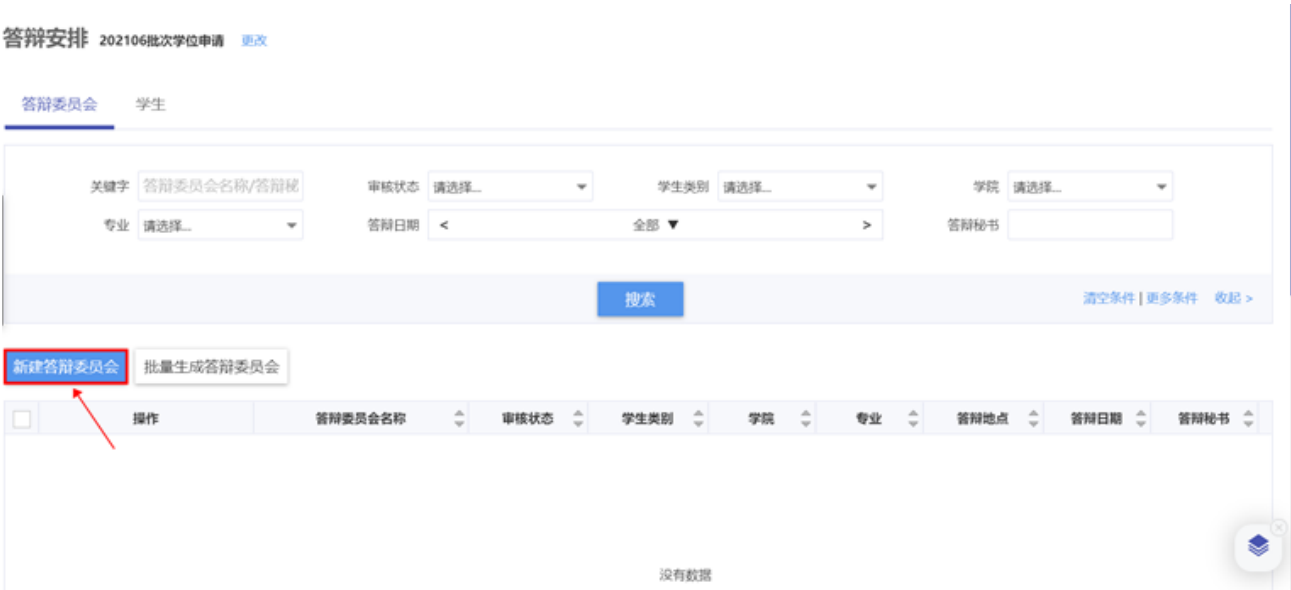 答辩安排 202106批次学位申请 更改
答辩委员会 学生
关键字 答辩委员会名称/答辩秘 审核状态 请选择... 学生类别 请选择... 学院 请选择...
专业 请选择... 答辩日期 < 全部 ▼ > 答辩秘书
搜索 清空条件 | 更多条件 收起 >
新建答辩委员会 批量生成答辩委员会
操作 答辩委员会名称 审核状态 学生类别 学院 专业 答辩地点 答辩日期 答辩秘书
没有数据